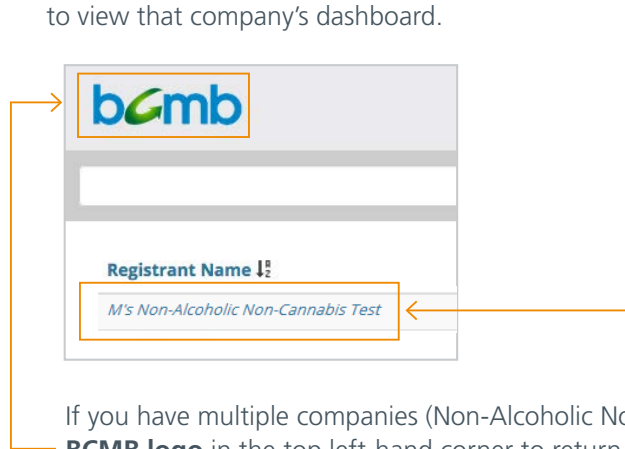 to view that company’s dashboard.
bcmb
Registrant Name
M's Non-Alcoholic Non-Cannabis Test
If you have multiple companies (Non-Alcoholic No
BCMB logo in the top left-hand corner to return